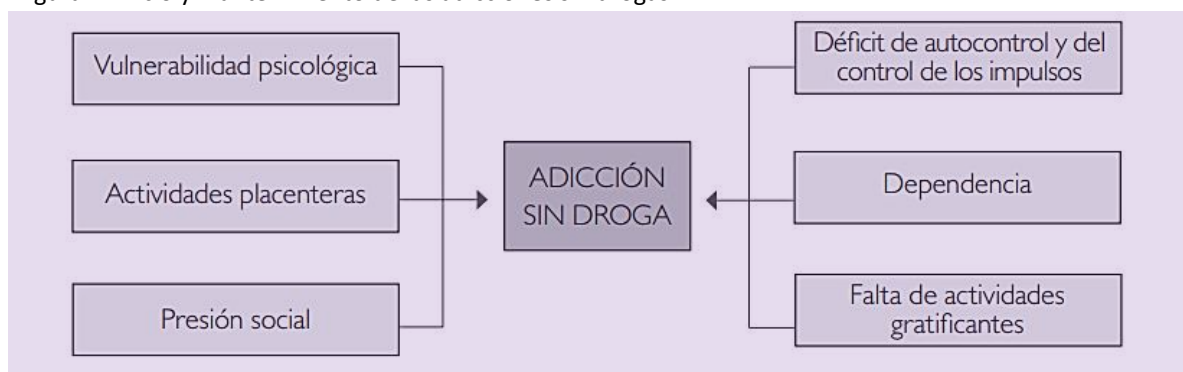 Vulnerabilidad psicológica
Actividades placenteras
Presión social
ADICCIÓN
SIN DROGA
Déficit de autocontrol y del
control de los impulsos
Dependencia
Falta de actividades
gratificantes